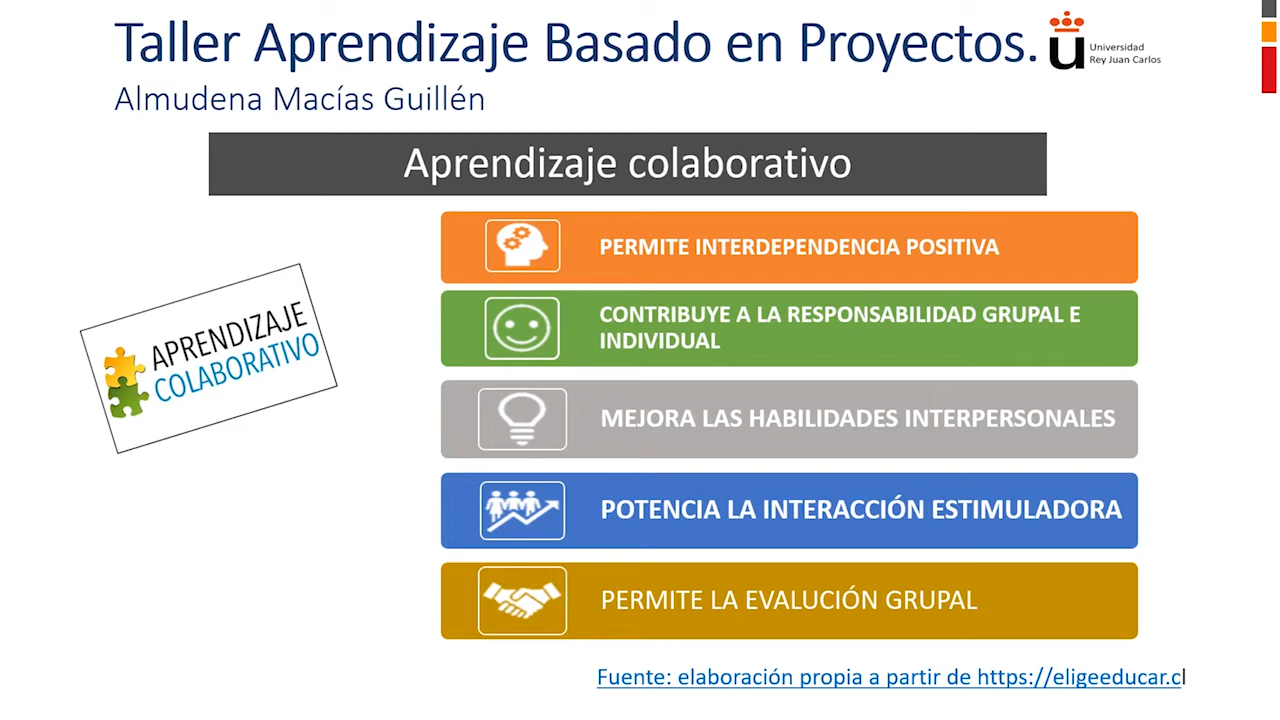 Taller Aprendizaje Basado en Proyectos.
Universidad
Rey Juan Carlos
Almudena Macías Guillén
Aprendizaje colaborativo
APRENDIZAJE
COLABORATIVO
PERMITE INTERDEPENDENCIA POSITIVA
CONTRIBUYE A LA RESPONSABILIDAD GRUPAL E
INDIVIDUAL
MEJORA LAS HABILIDADES INTERPERSONALES
POTENCIA LA INTERACCIÓN ESTIMULADORA
PERMITE LA EVALUCIÓN GRUPAL
Fuente: elaboración propia a partir de https://eligeeducar.cl